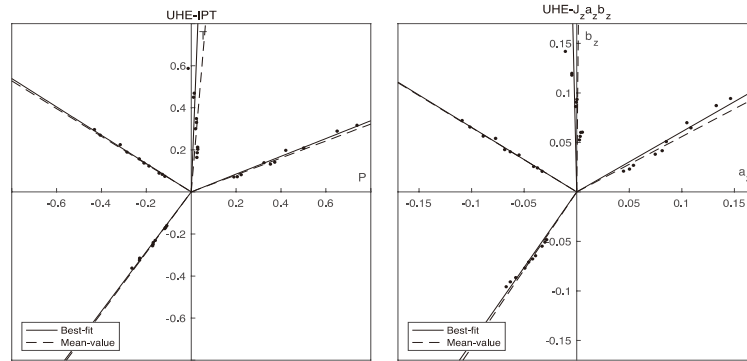 UHE-IPT
T
0.6
0.4
0.2
P
-0.6 -0.4 -0.2 0.2 0.4 0.6
-0.2
-0.4
-0.6
Best-fit
Mean-value
UHE-J_z a_z b_z
b_z
0.15
0.1
0.05
a_z
-0.15 -0.1 -0.05 0.05 0.1 0.15
-0.05
-0.1
-0.15
Best-fit
Mean-value